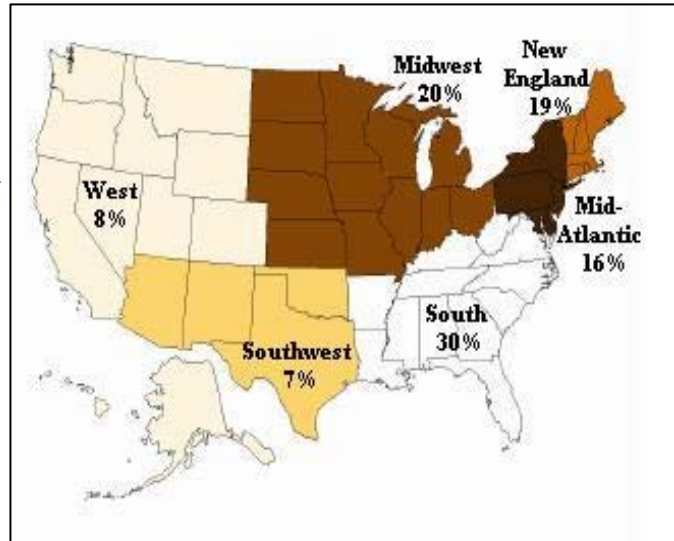 Midwest
20%
New
England
19%
West
8%
Mid-
Atlantic
16%
South
30%
Southwest
7%